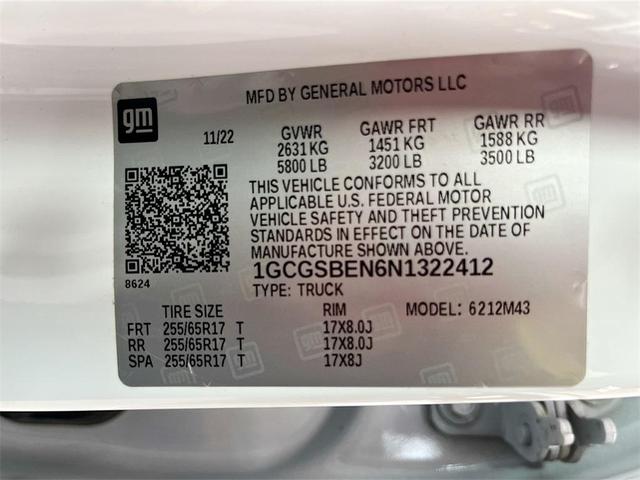 MFD BY GENERAL MOTORS LLC
gm
11/22 GVWR GAWR FRT GAWR RR
2631 KG 1451 KG 1588 KG
5800 LB 3200 LB 3500 LB
THIS VEHICLE CONFORMS TO ALL
APPLICABLE U.S. FEDERAL MOTOR
VEHICLE SAFETY AND THEFT PREVENTION
STANDARDS IN EFFECT ON THE DATE OF
MANUFACTURE SHOWN ABOVE.
1GCGSBEN6N1322412
8624
TYPE: TRUCK
TIRE SIZE RIM MODEL: 6212M43
FRT 255/65R17 T 17X8.0J
RR 255/65R17 T 17X8.0J
SPA 255/65R17 T 17X8J